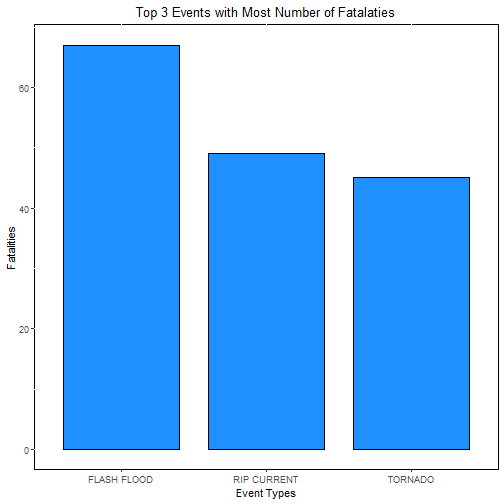 Top 3 Events with Most Number of Fatalaties
Fatalities
60
40
20
0
FLASH FLOOD RIP CURRENT TORNADO
Event Types